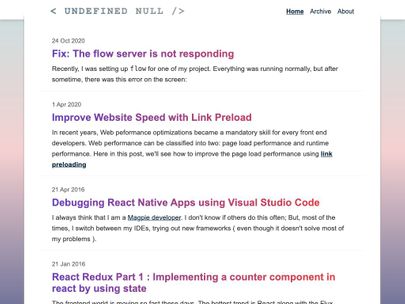 < UNDEFINED NULL />
Home Archive About
24 Oct 2020
Fix: The flow server is not responding
Recently, I was setting up flow for one of my project. Everything was running normally, but after
sometime, there was this error on the screen:
1 Apr 2020
Improve Website Speed with Link Preload
In recent years, Web peformance optimizations became a mandatory skill for every front end
developers. Web performance can be classified into two: page load performance and runtime
performance. Here in this post, we'll see how to improve the page load performance using link
preloading
21 Apr 2016
Debugging React Native Apps using Visual Studio Code
I always think that I am a Magpie developer. I don't know if others do this often; But, most of the
times, I switch between my IDEs, trying out new frameworks ( even though it doesn't solve most of
my problems ).
21 Jan 2016
React Redux Part 1 : Implementing a counter component in
react by using state
The frontend world is moving so fast these days. The hottest trend is React along with the Flux